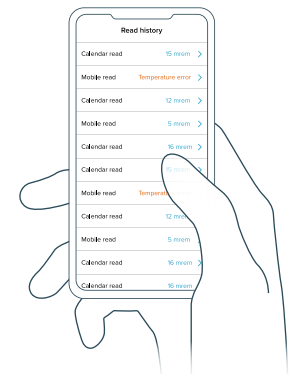 Read history
Calendar read 15 mrem
Mobile read Temperature error
Calendar read 12 mrem
Mobile read 5 mrem
Calendar read 16 mrem
Calendar read 15 mrem
Mobile read
Calendar read 12 mrem
Mobile read 5 mrem
Calendar read 16 mrem
Calendar read 16 mrem